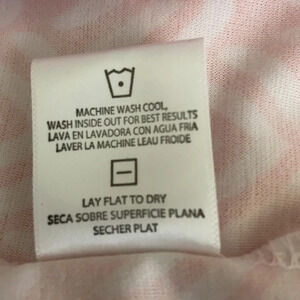 MACHINE WASH COOL,
WASH INSIDE OUT FOR BEST RESULTS
LAVA EN LAVADORA CON AGUA FRIA
LAVER LA MACHINE LEAU FROIDE
LAY FLAT TO DRY
SECA SOBRE SUPERFICIE PLANA
SECHER PLAT